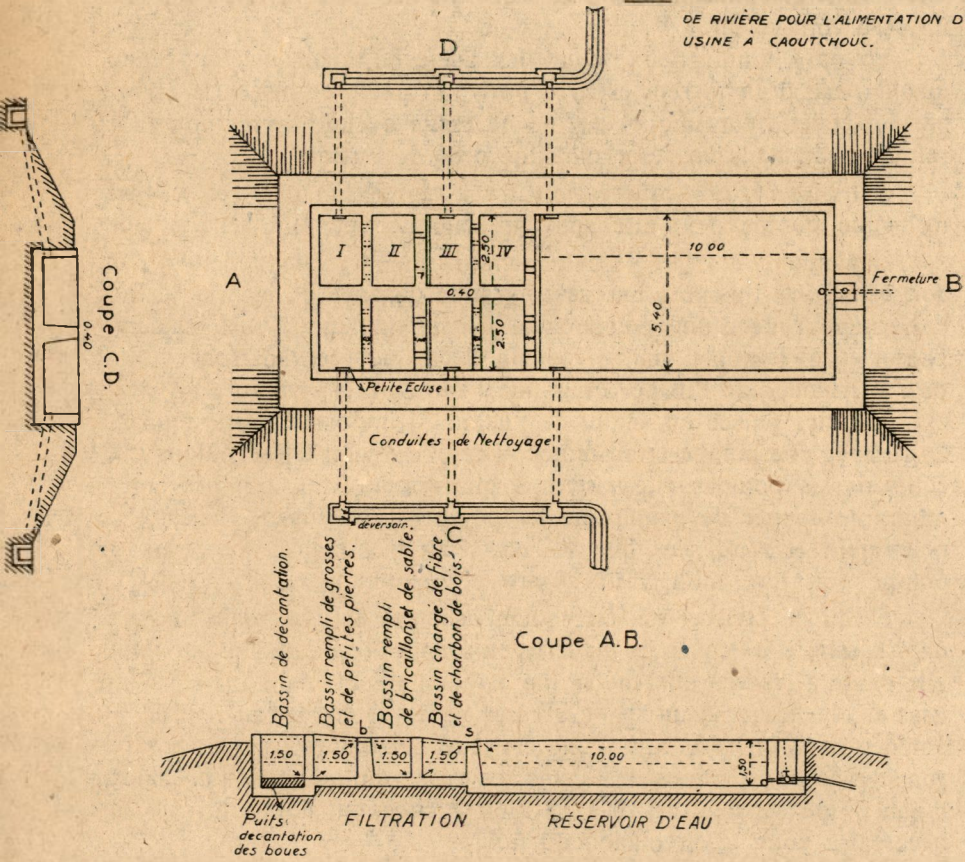 DE RIVIÈRE POUR L'ALIMENTATION D
USINE À CAOUTCHOUC.
D
A
I
II
III
IV
2,50
10.00
0.40
2.50
5,40
Fermeture
B
Petite Ecluse
Conduites de Nettoyage
déversoir.
C
Coupe C.D.
040
Bassin de decantation.
Bassin rempli de grosses
et de petites pierres.
Bassin rempli
de bricaillons et de sable.
Bassin chargé de fibre
et de charbon de bois.
Coupe A.B.
b
s
1.50
1.50
1.50
1.50
10.00
1,50
Puits
decantation
des boues
FILTRATION
RÉSERVOIR D'EAU